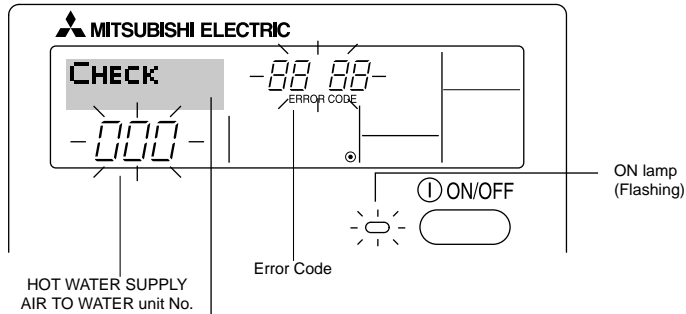 MITSUBISHI ELECTRIC
CHECK
88 88
ERROR CODE
000
ON lamp
(Flashing)
ON/OFF
Error Code
HOT WATER SUPPLY
AIR TO WATER unit No.